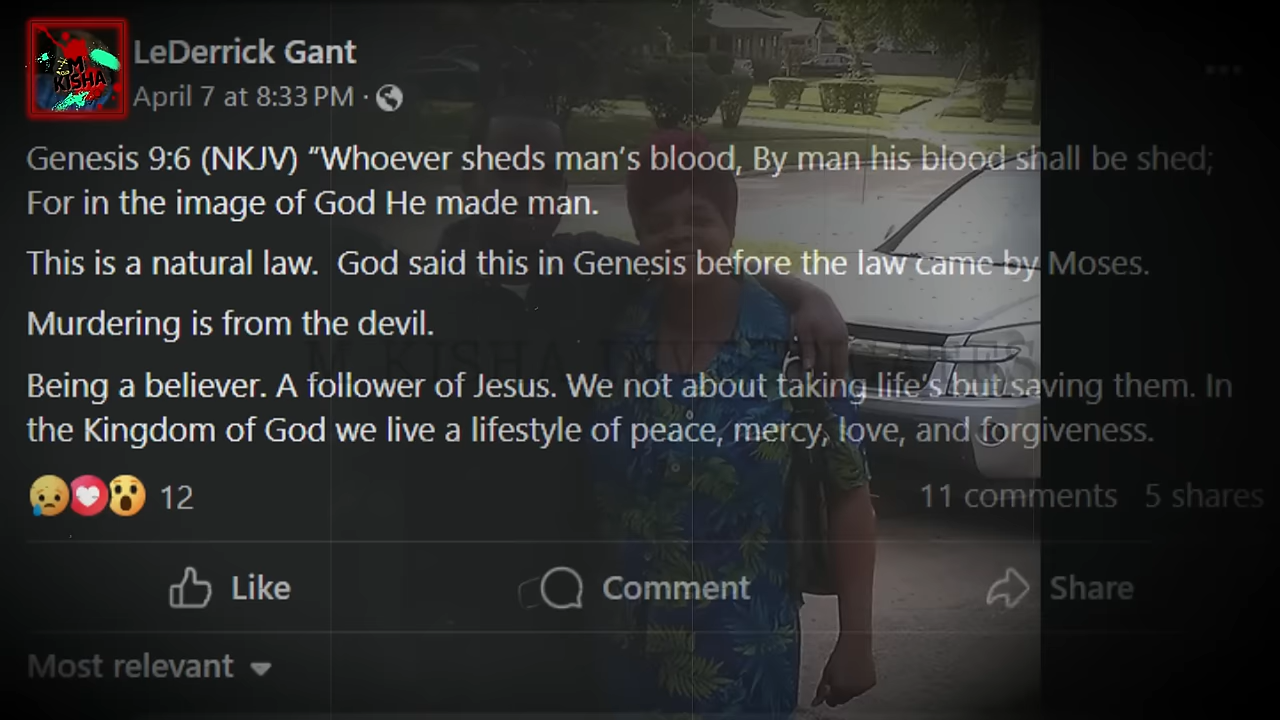 M
KISHA
LeDerrick Gant
April 7 at 8:33 PM ·
Genesis 9:6 (NKJV) “Whoever sheds man’s blood, By man his blood shall be shed;
For in the image of God He made man.
This is a natural law.  God said this in Genesis before the law came by Moses.
Murdering is from the devil.
M KISHA INVESTIGATES
Being a believer. A follower of Jesus. We not about taking life’s but saving them. In
the Kingdom of God we live a lifestyle of peace, mercy, love, and forgiveness.
12
11 comments 5 shares
Like Comment Share
Most relevant